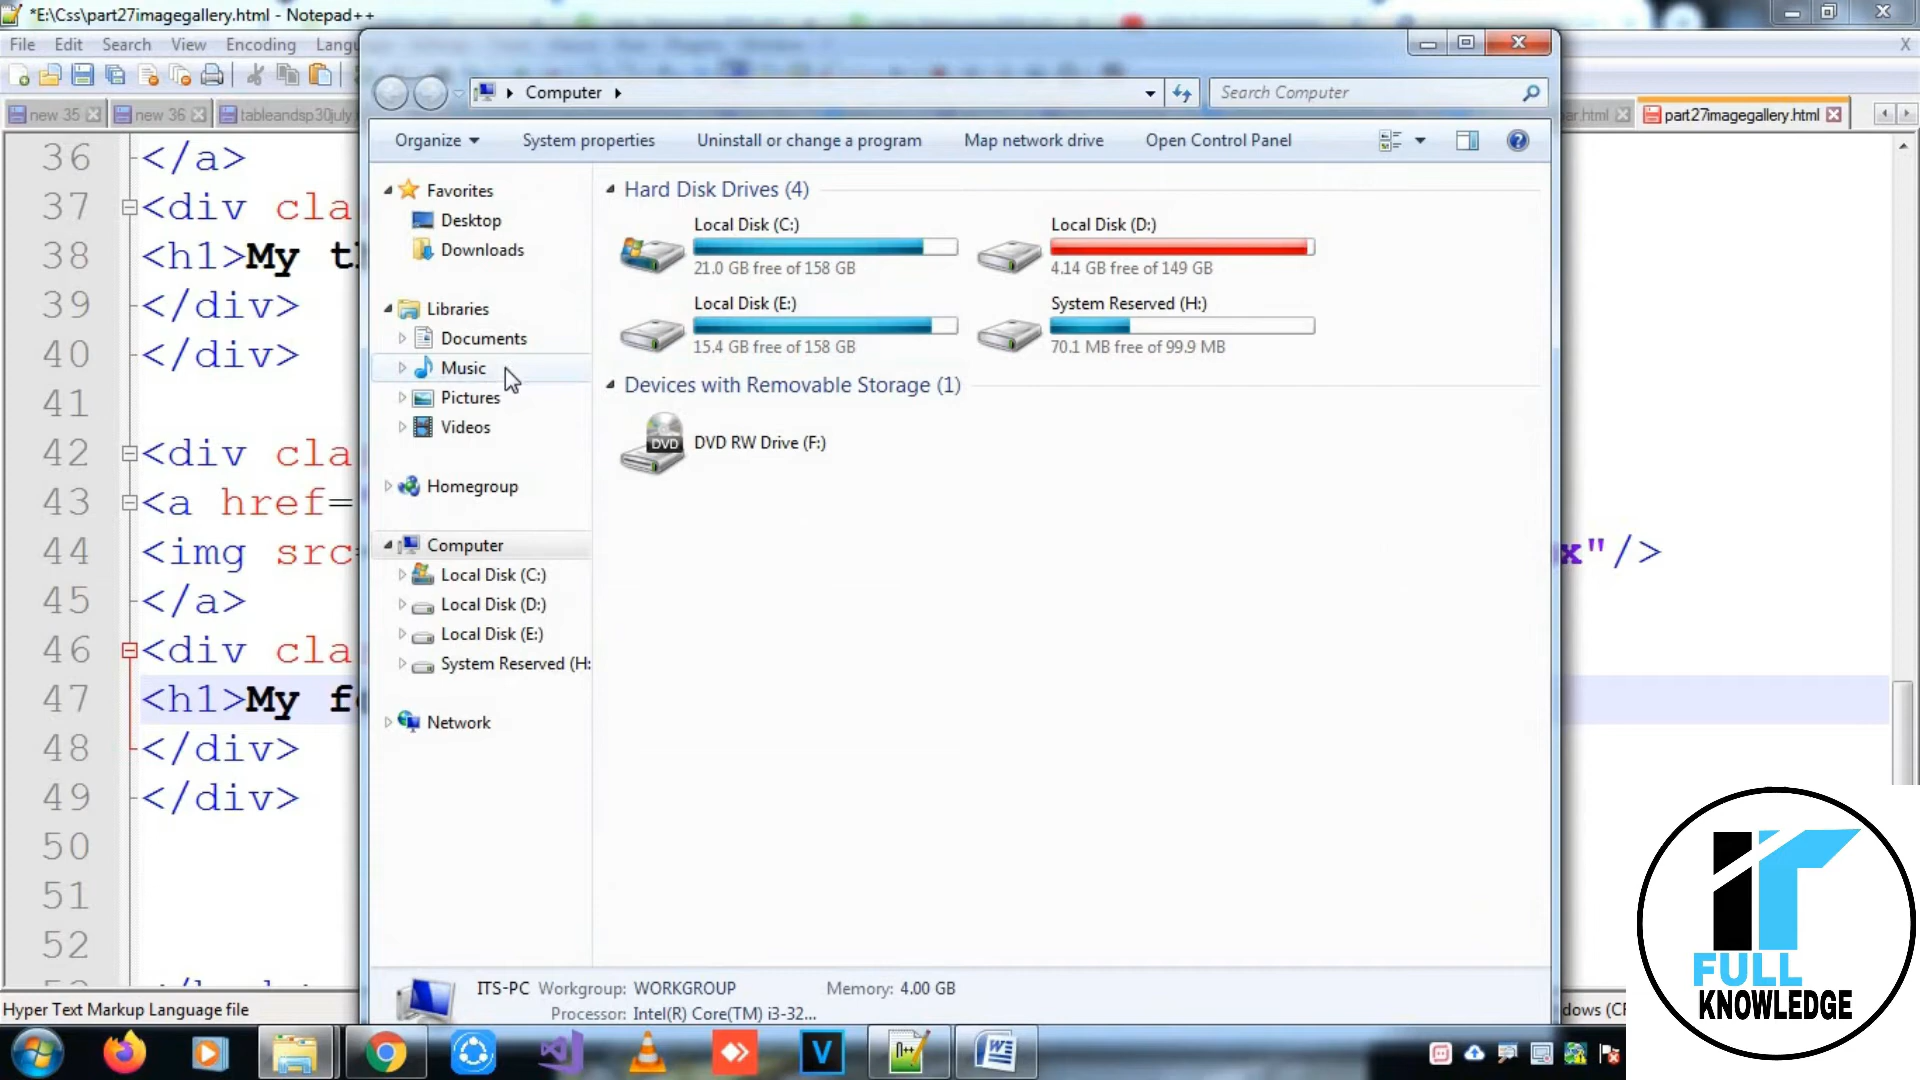 *E:\Css\part27imagegallery.html - Notepad++
File Edit Search View Encoding
new 35 new 36 tableandsp30july part27imagegallery.html
Computer
Search Computer
Organize System properties Uninstall or change a program Map network drive Open Control Panel
Favorites
Desktop
Downloads
Libraries
Documents
Music
Pictures
Videos
Homegroup
Computer
Local Disk (C:)
Local Disk (D:)
Local Disk (E:)
System Reserved (H:
Network
Hard Disk Drives (4)
Local Disk (C:)
21.0 GB free of 158 GB
Local Disk (D:)
4.14 GB free of 149 GB
Local Disk (E:)
15.4 GB free of 158 GB
System Reserved (H:)
70.1 MB free of 99.9 MB
Devices with Removable Storage (1)
DVD
DVD RW Drive (F:)
ITS-PC Workgroup: WORKGROUP Memory: 4.00 GB
Processor: Intel(R) Core(TM) i3-32...
36 </a>
37 <div cla
38 <h1>My
39 </div>
40 </div>
41
42 <div cla
43 <a href=
44 <img src= x"/>
45 </a>
46 <div cla
47 <h1>My
48 </div>
49 </div>
50
51
52
Hyper Text Markup Language file
IT
FULL
KNOWLEDGE